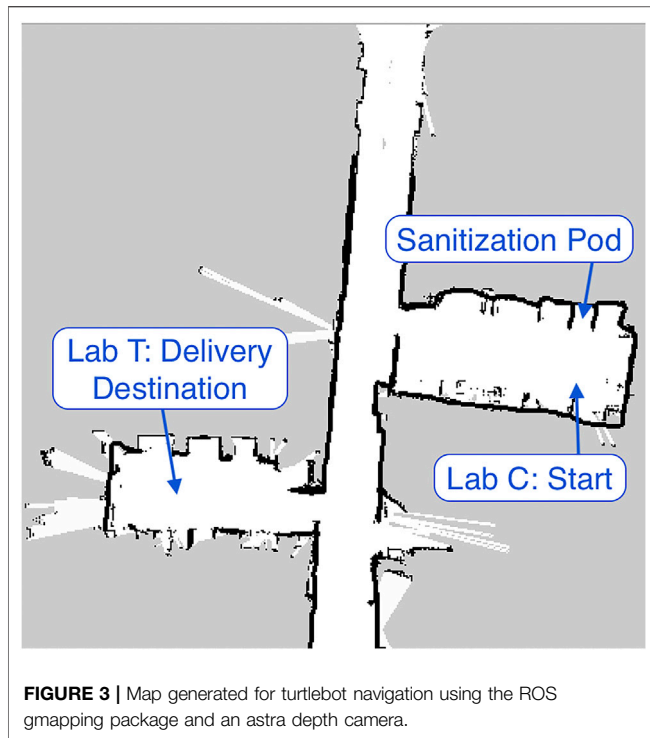 Sanitization Pod
Lab T: Delivery
Destination
Lab C: Start
FIGURE 3 | Map generated for turtlebot navigation using the ROS
gmapping package and an astra depth camera.